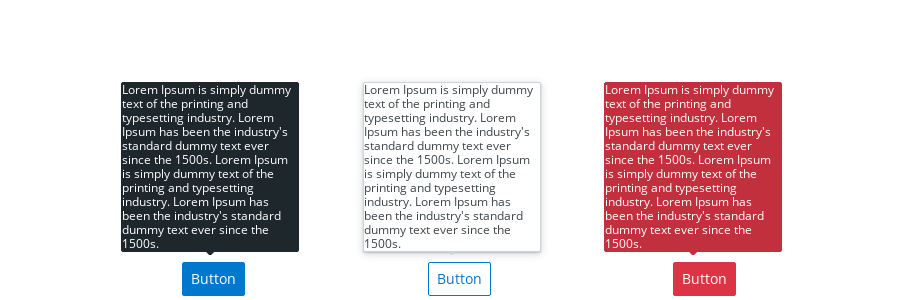 Lorem Ipsum is simply dummy
text of the printing and
typesetting industry. Lorem
Ipsum has been the industry's
standard dummy text ever
since the 1500s. Lorem Ipsum
is simply dummy text of the
printing and typesetting
industry. Lorem Ipsum has
been the industry's standard
dummy text ever since the
1500s.
Button
Lorem Ipsum is simply dummy
text of the printing and
typesetting industry. Lorem
Ipsum has been the industry's
standard dummy text ever
since the 1500s. Lorem Ipsum
is simply dummy text of the
printing and typesetting
industry. Lorem Ipsum has
been the industry's standard
dummy text ever since the
1500s.
Button
Lorem Ipsum is simply dummy
text of the printing and
typesetting industry. Lorem
Ipsum has been the industry's
standard dummy text ever
since the 1500s. Lorem Ipsum
is simply dummy text of the
printing and typesetting
industry. Lorem Ipsum has
been the industry's standard
dummy text ever since the
1500s.
Button